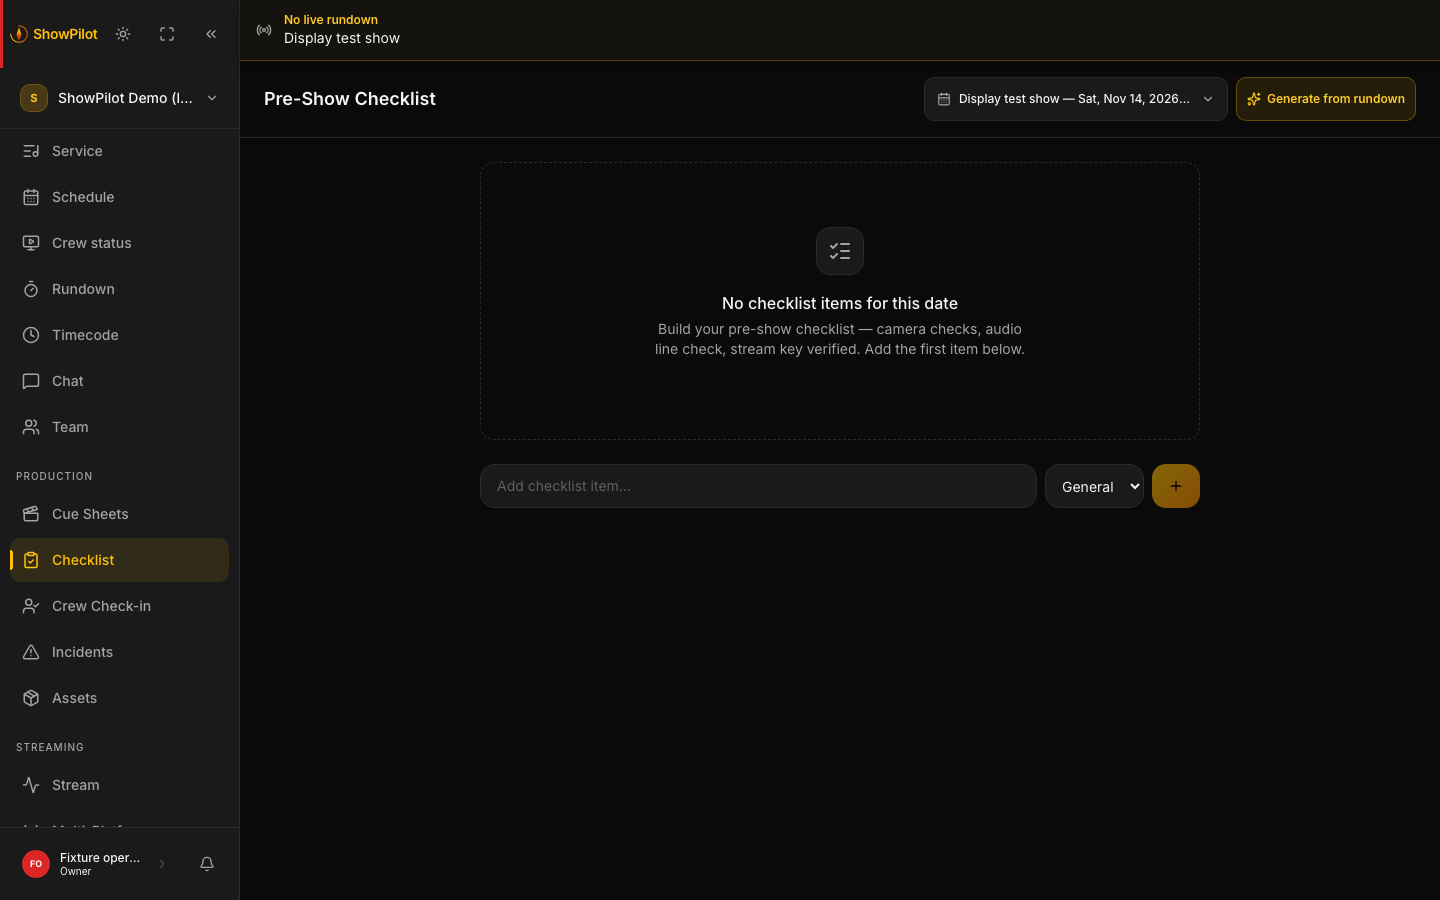 ShowPilot
S
ShowPilot Demo (I...
Service
Schedule
Crew status
Rundown
Timecode
Chat
Team
PRODUCTION
Cue Sheets
Checklist
Crew Check-in
Incidents
Assets
STREAMING
Stream
FO
Fixture oper...
Owner
No live rundown
Display test show
Pre-Show Checklist
Display test show — Sat, Nov 14, 2026...
Generate from rundown
No checklist items for this date
Build your pre-show checklist — camera checks, audio
line check, stream key verified. Add the first item below.
Add checklist item...
General